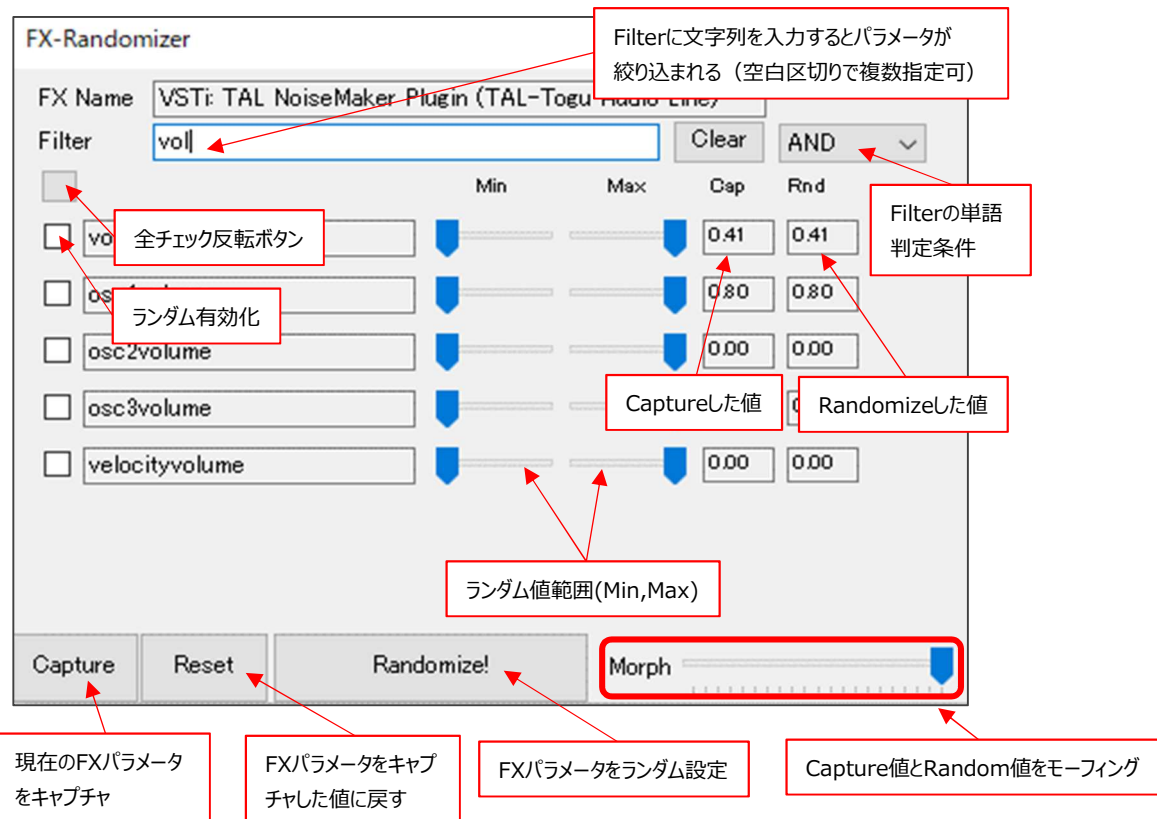 FX-Randomizer
Filterに文字列を入力するとパラメータが
絞り込まれる（空白区切りで複数指定可）
FX Name VSTi: TAL NoiseMaker Plugin (TAL-Togu Audio Line)
Filter vol Clear AND
Min Max Cap Rnd
Filterの単語
判定条件
全チェック反転ボタン
vo 0.41 0.41
ランダム有効化
0.80 0.80
osc2volume 0.00 0.00
Captureした値 Randomizeした値
osc3volume
velocityvolume 0.00 0.00
ランダム値範囲(Min,Max)
Capture Reset Randomize! Morph
現在のFXパラメータ
をキャプチャ
FXパラメータをキャプ
チャした値に戻す
FXパラメータをランダム設定
Capture値とRandom値をモーフィング